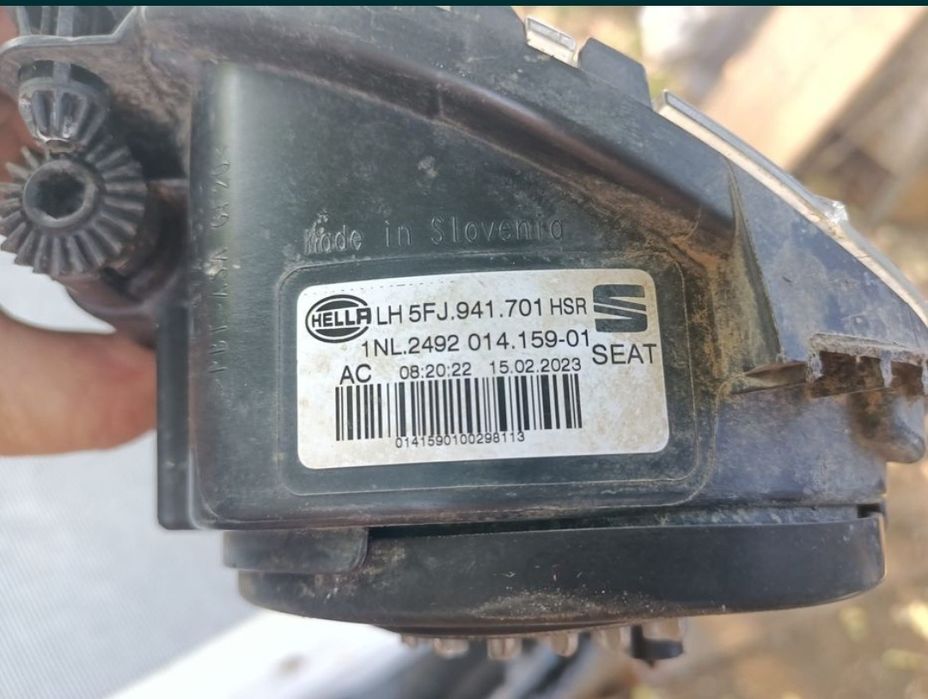 Made in Slovenia
HELLA LH 5FJ.941.701 HSR
1NL.2492 014.159-01
SEAT
AC 08:20:22 15.02.2023
0141590100298113